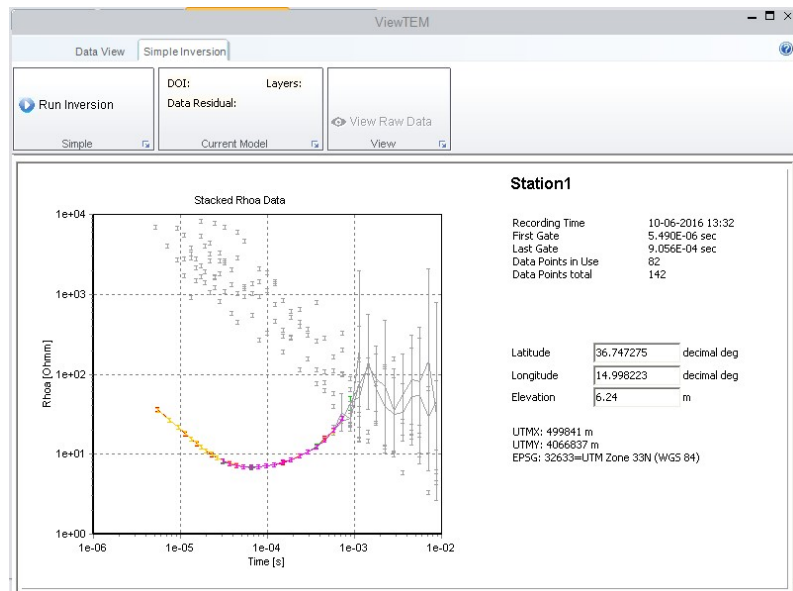 ViewTEM
Data View Simple Inversion
Run Inversion
Simple
DOI: Layers:
Data Residual:
Current Model
View Raw Data
View
Stacked Rhoa Data
1e+04
1e+03
1e+02
1e+01
1e+00
Rhoa [Ohmm]
1e-06 1e-05 1e-04 1e-03 1e-02
Time [s]
Station1
Recording Time 10-06-2016 13:32
First Gate 5.490E-06 sec
Last Gate 9.056E-04 sec
Data Points in Use 82
Data Points total 142
Latitude 36.747275 decimal deg
Longitude 14.998223 decimal deg
Elevation 6.24 m
UTMX: 499841 m
UTMY: 4066837 m
EPSG: 32633=UTM Zone 33N (WGS 84)